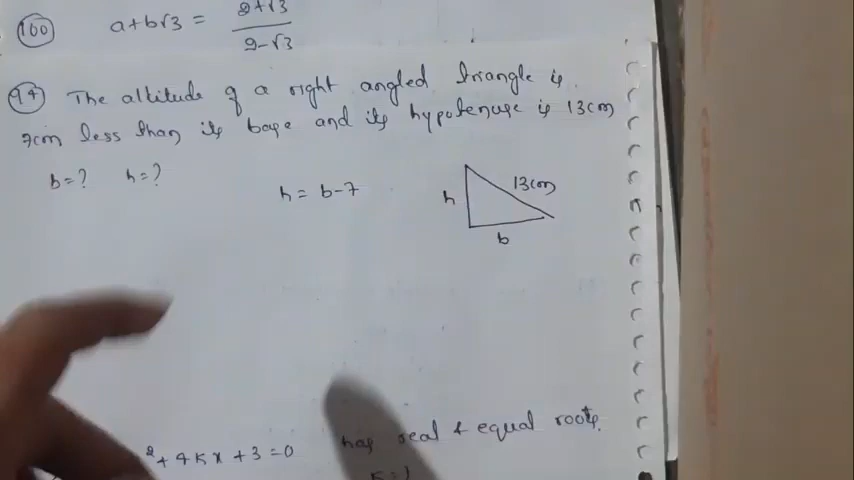 100 a+b√3 = 2+√3 / 2-√3
94 The altitude of a right angled triangle is
7cm less than its base and its hypotenuse is 13cm
b=? h=?
h = b-7
13cm
h
b
2 + 4kx + 3 = 0 has real & equal roots.